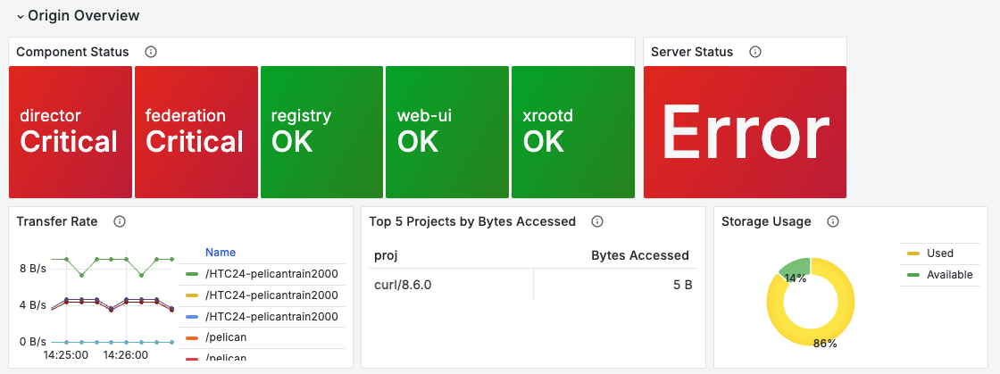 Origin Overview
Component Status
Server Status
director
Critical
federation
Critical
registry
OK
web-ui
OK
xrootd
OK
Error
Transfer Rate
Top 5 Projects by Bytes Accessed
Storage Usage
8 B/s
4 B/s
0 B/s
14:25:00
14:26:00
Name
/HTC24-pelicantrain2000
/HTC24-pelicantrain2000
/HTC24-pelicantrain2000
/pelican
/pelican
proj
Bytes Accessed
curl/8.6.0
5 B
14%
86%
Used
Available